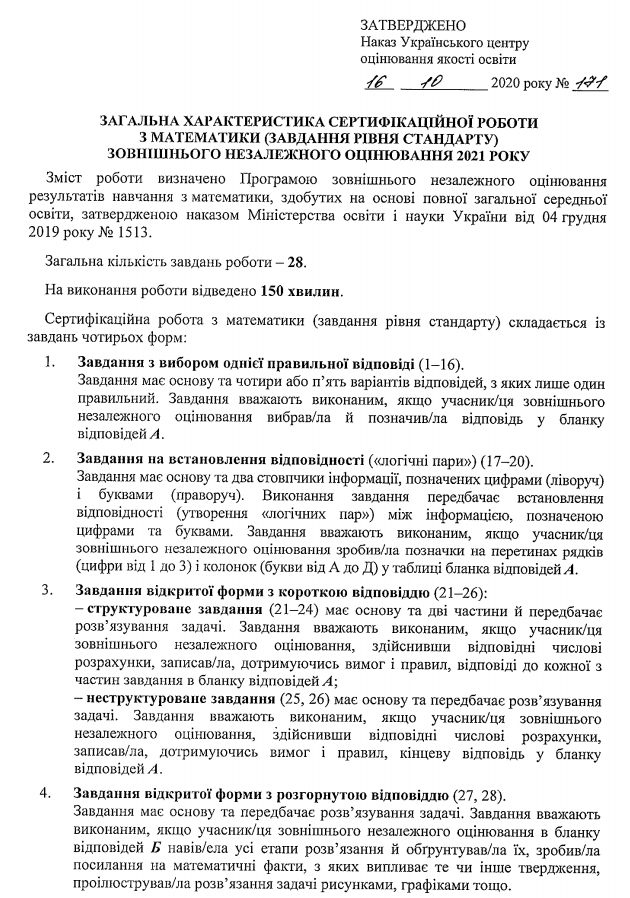 ЗАТВЕРДЖЕНО
Наказ Українського центру
оцінювання якості освіти
16 10 2020 року № 171
ЗАГАЛЬНА ХАРАКТЕРИСТИКА СЕРТИФІКАЦІЙНОЇ РОБОТИ
З МАТЕМАТИКИ (ЗАВДАННЯ РІВНЯ СТАНДАРТУ)
ЗОВНІШНЬОГО НЕЗАЛЕЖНОГО ОЦІНЮВАННЯ 2021 РОКУ
Зміст роботи визначено Програмою зовнішнього незалежного оцінювання
результатів навчання з математики, здобутих на основі повної загальної середньої
освіти, затвердженою наказом Міністерства освіти і науки України від 04 грудня
2019 року № 1513.
Загальна кількість завдань роботи – 28.
На виконання роботи відведено 150 хвилин.
Сертифікаційна робота з математики (завдання рівня стандарту) складається із
завдань чотирьох форм:
1. Завдання з вибором однієї правильної відповіді (1–16).
Завдання має основу та чотири або п’ять варіантів відповідей, з яких лише один
правильний. Завдання вважають виконаним, якщо учасник/ця зовнішнього
незалежного оцінювання вибрав/ла й позначив/ла відповідь у бланку
відповідей А.
2. Завдання на встановлення відповідності («логічні пари») (17–20).
Завдання має основу та два стовпчики інформації, позначених цифрами (ліворуч)
і буквами (праворуч). Виконання завдання передбачає встановлення
відповідності (утворення «логічних пар») між інформацією, позначеною
цифрами та буквами. Завдання вважають виконаним, якщо учасник/ця
зовнішнього незалежного оцінювання зробив/ла позначки на перетинах рядків
(цифри від 1 до 3) і колонок (букви від А до Д) у таблиці бланка відповідей А.
3. Завдання відкритої форми з короткою відповіддю (21–26):
– структуроване завдання (21–24) має основу та дві частини й передбачає
розв’язування задачі. Завдання вважають виконаним, якщо учасник/ця
зовнішнього незалежного оцінювання, здійснивши відповідні числові
розрахунки, записав/ла, дотримуючись вимог і правил, відповіді до кожної з
частин завдання в бланку відповідей А;
– неструктуроване завдання (25, 26) має основу та передбачає розв’язування
задачі. Завдання вважають виконаним, якщо учасник/ця зовнішнього
незалежного оцінювання, здійснивши відповідні числові розрахунки,
записав/ла, дотримуючись вимог і правил, кінцеву відповідь у бланку
відповідей А.
4. Завдання відкритої форми з розгорнутою відповіддю (27, 28).
Завдання має основу та передбачає розв’язування задачі. Завдання вважають
виконаним, якщо учасник/ця зовнішнього незалежного оцінювання в бланку
відповідей Б навів/ела усі етапи розв’язання й обґрунтував/ла їх, зробив/ла
посилання на математичні факти, з яких випливає те чи інше твердження,
проілюстрував/ла розв’язання задачі рисунками, графіками тощо.